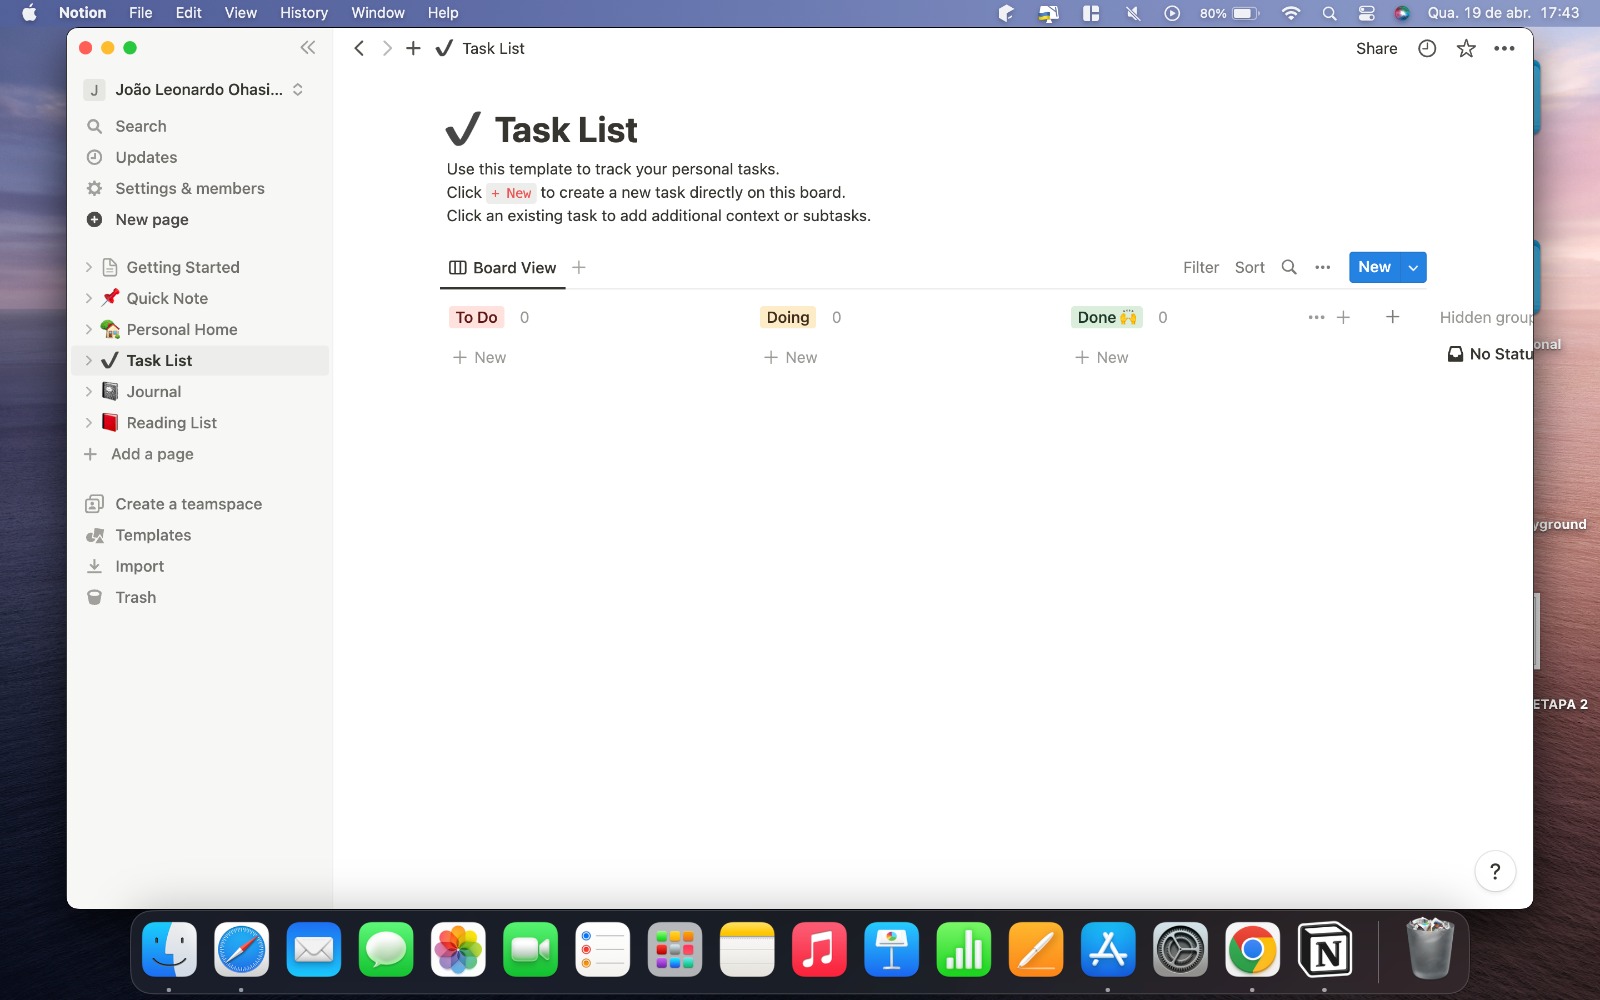 Notion File Edit View History Window Help 80% Qua. 19 de abr. 17:43
Task List
Share
J João Leonardo Ohasi...
Search
Updates
Settings & members
New page
Getting Started
Quick Note
Personal Home
Task List
Journal
Reading List
Add a page
Create a teamspace
Templates
Import
Trash
Task List
Use this template to track your personal tasks.
Click + New to create a new task directly on this board.
Click an existing task to add additional context or subtasks.
Board View
Filter Sort New
To Do 0 Doing 0 Done 🙌 0 Hidden group
New New New No Statu
onal
yground
ETAPA 2
?